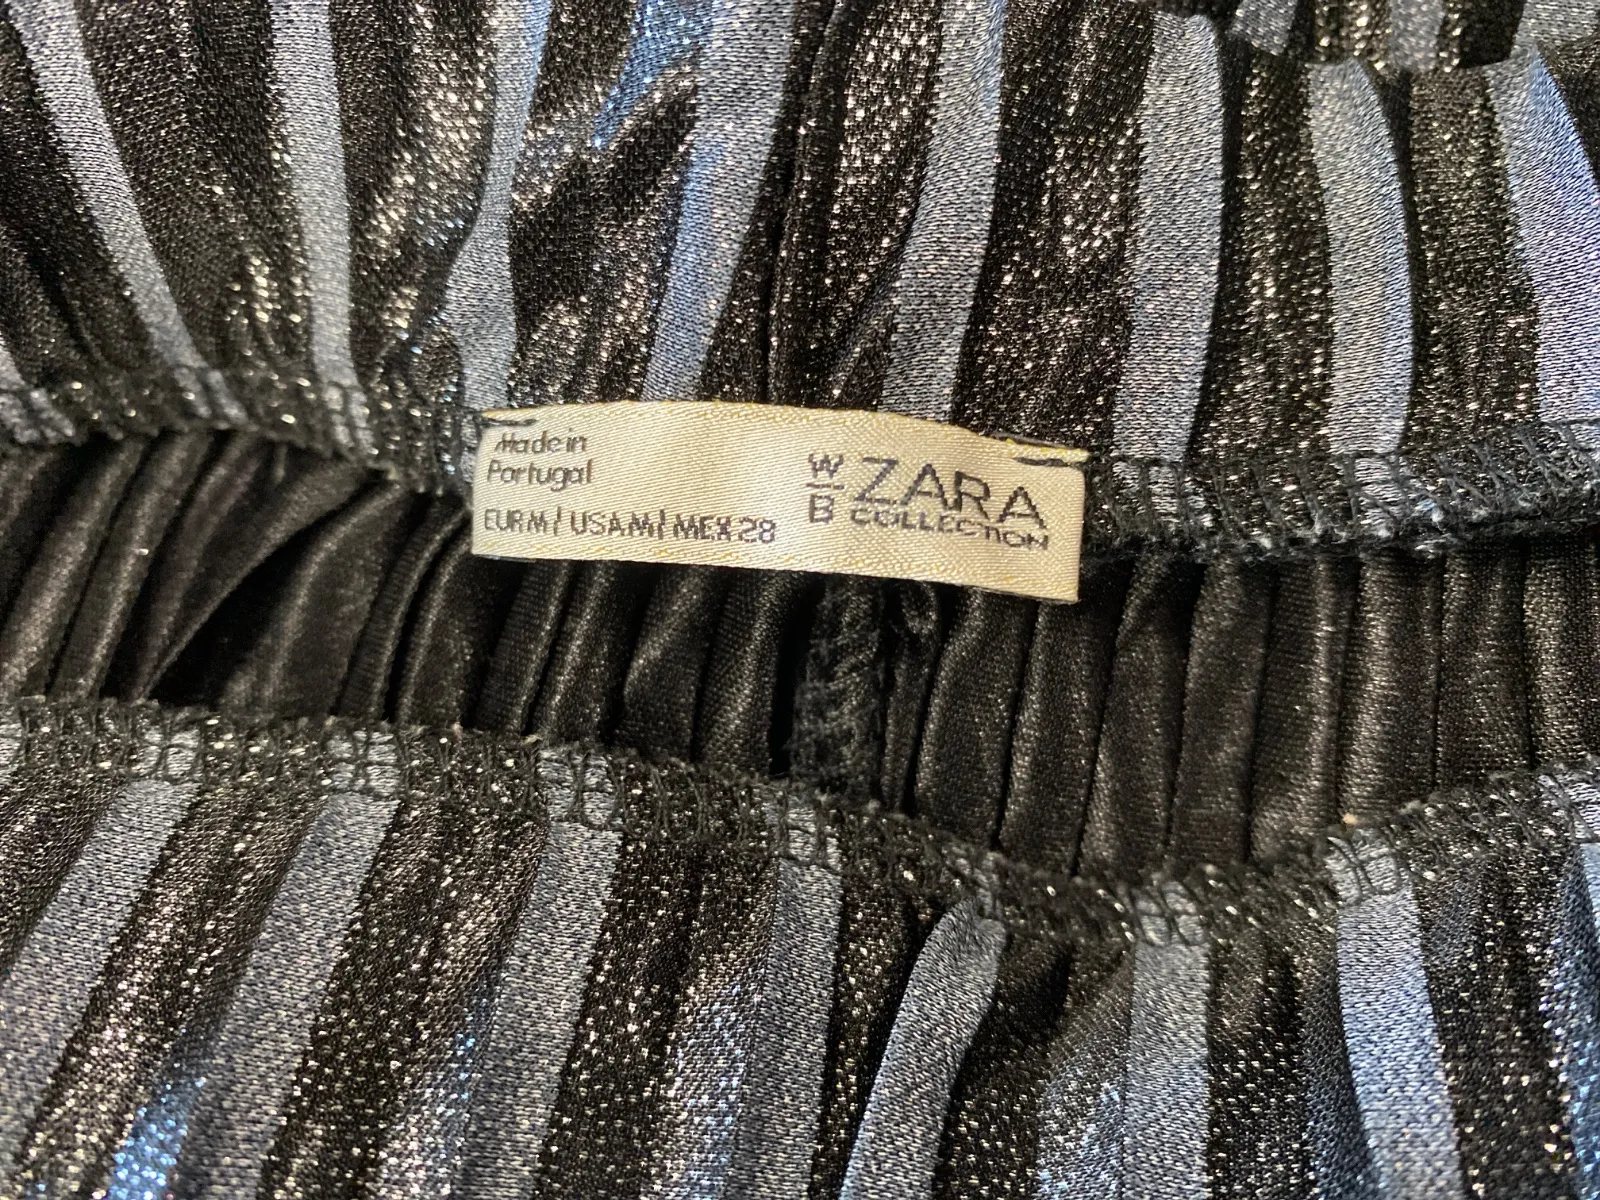 Made in
Portugal
EUR M / USA M / MEX 28
W
B
ZARA
COLLECTION